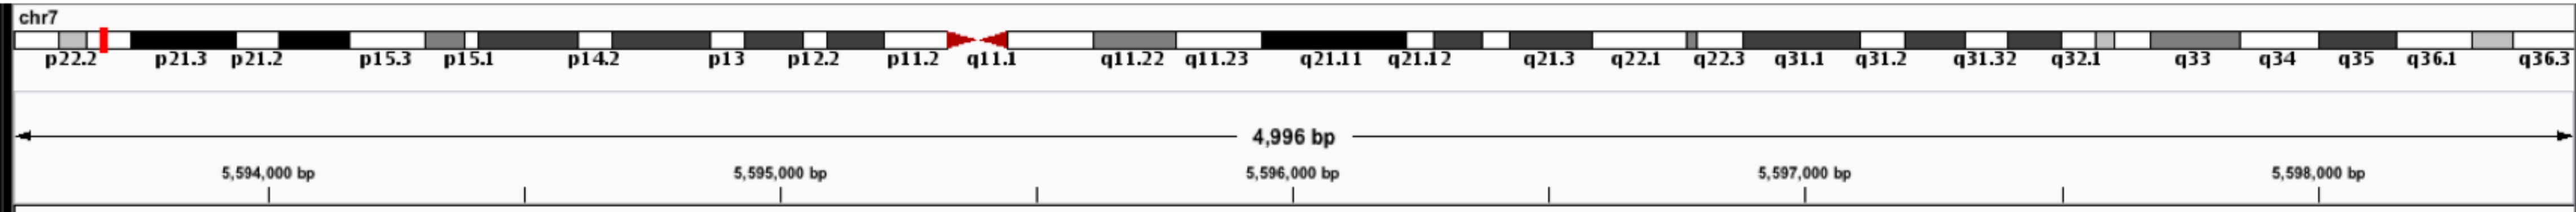 chr7
p22.2 p21.3 p21.2 p15.3 p15.1 p14.2 p13 p12.2 p11.2 q11.1 q11.22 q11.23 q21.11 q21.12 q21.3 q22.1 q22.3 q31.1 q31.2 q31.32 q32.1 q33 q34 q35 q36.1 q36.3
4,996 bp
5,594,000 bp 5,595,000 bp 5,596,000 bp 5,597,000 bp 5,598,000 bp